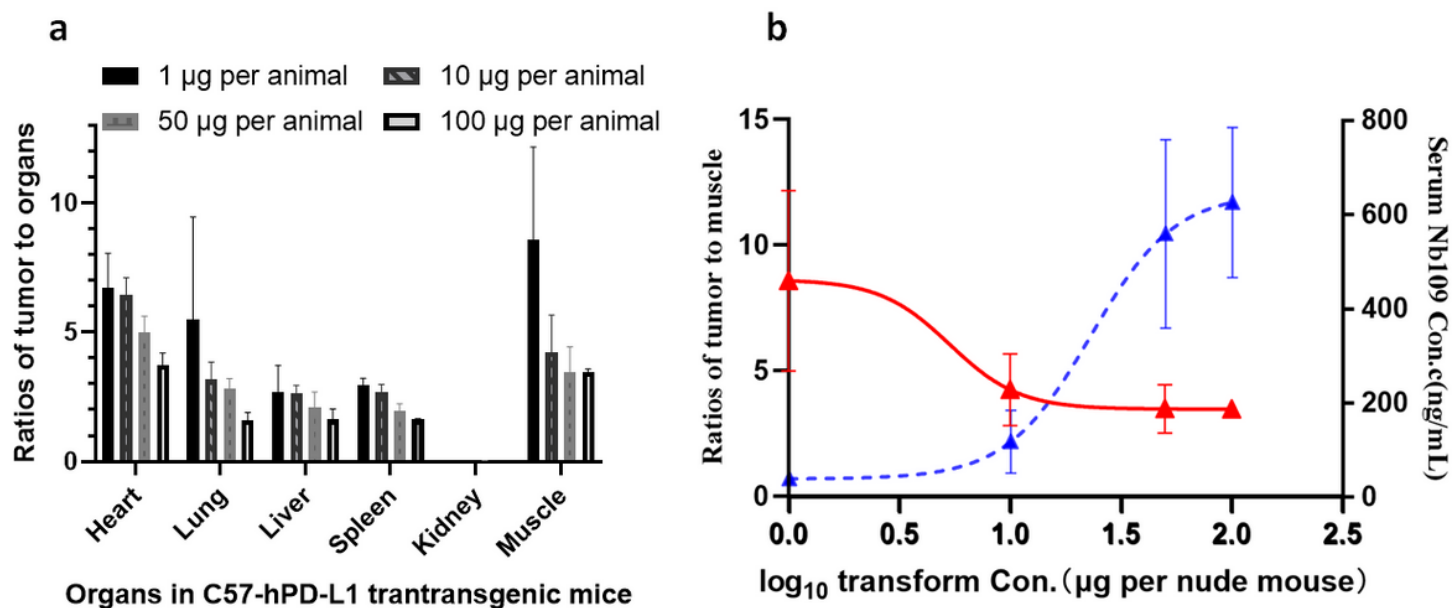 a
1 µg per animal
10 µg per animal
50 µg per animal
100 µg per animal
Ratios of tumor to organs
10
5
0
Heart
Lung
Liver
Spleen
Kidney
Muscle
Organs in C57-hPD-L1 trantransgenic mice
b
Ratios of tumor to muscle
15
10
5
0
800
600
400
200
0
Serum Nb109 Con.c(ng/mL)
0.0 0.5 1.0 1.5 2.0 2.5
log10 transform Con.(µg per nude mouse)